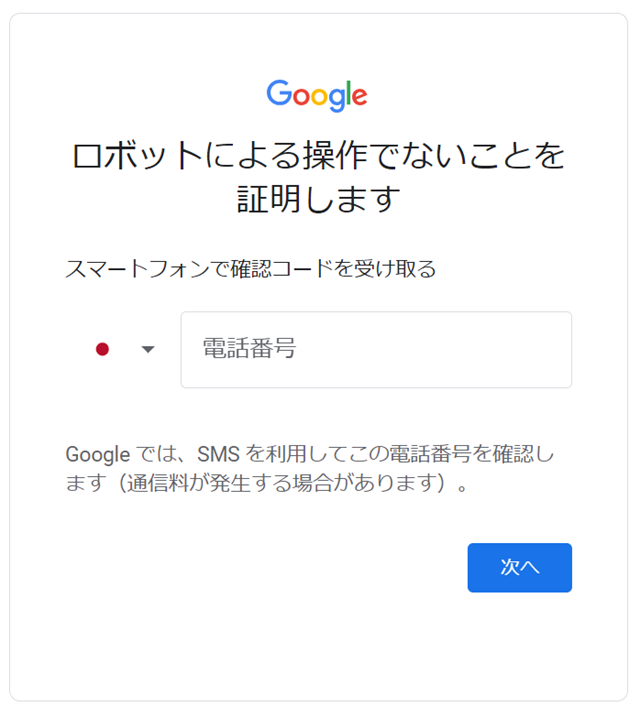 Google
ロボットによる操作でないことを
証明します
スマートフォンで確認コードを受け取る
電話番号
Google では、SMS を利用してこの電話番号を確認し
ます（通信料が発生する場合があります）。
次へ